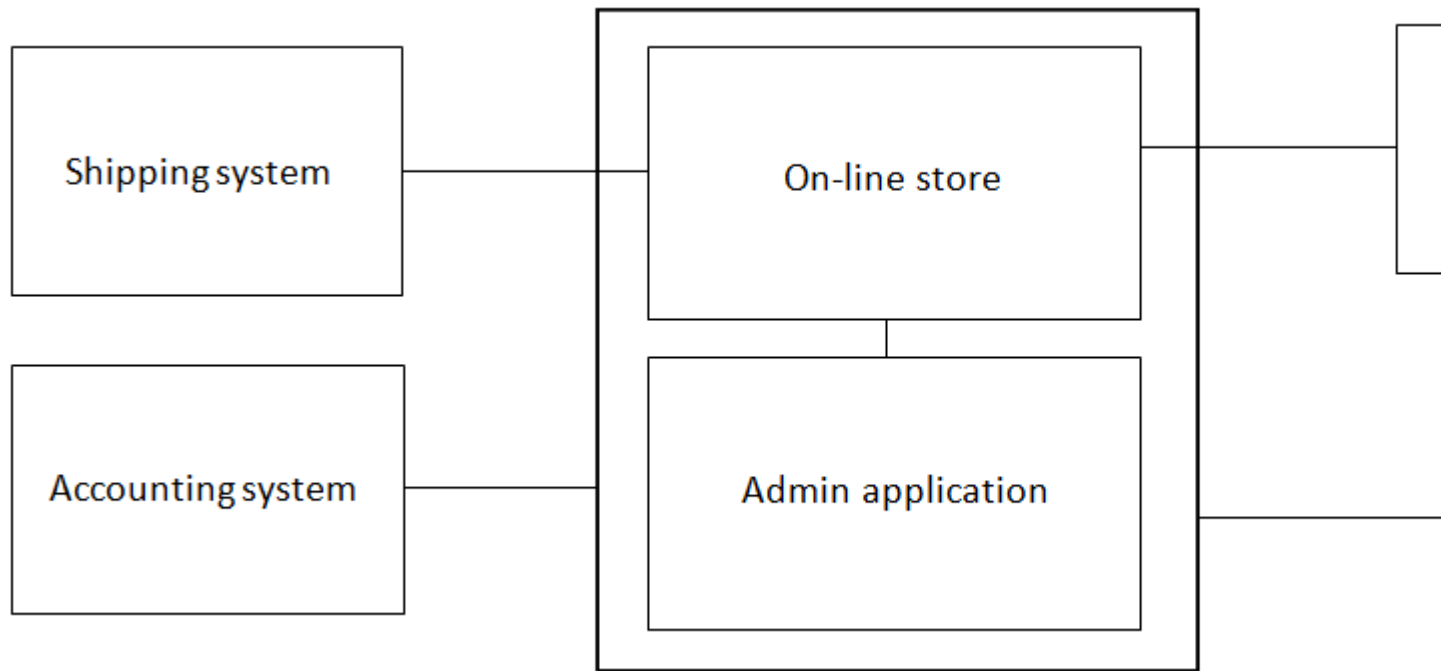 Shipping system
On-line store
Accounting system
Admin application